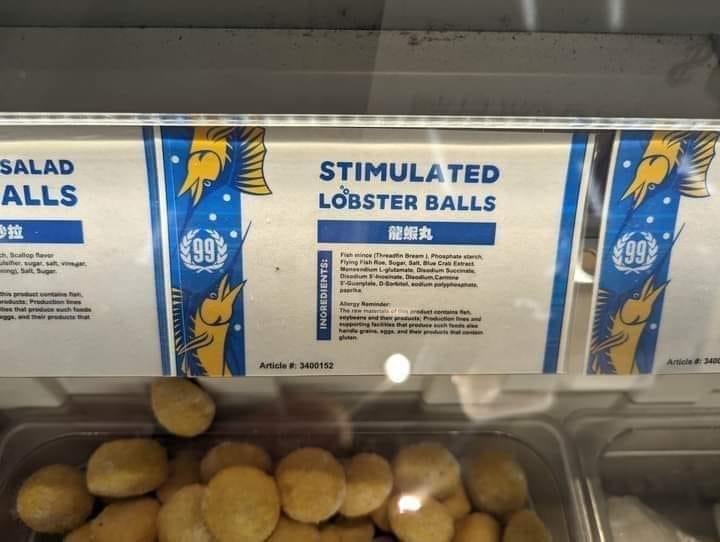 SALAD
ALLS
沙拉
ch, Scallop flavor
ulsifier, sugar, salt, vinegar,
ning), Salt, Sugar.
this product contains fish,
products; Production lines
ities that produce such foods
eggs, and their products that
99
STIMULATED
LOBSTER BALLS
龍蝦丸
INGREDIENTS:
Fish mince (Threadfin Bream ), Phosphate starch,
Flying Fish Roe, Sugar, Salt, Blue Crab Extract
Monosodium L-glutamate, Disodium Succinate,
Disodium 5'-Inosinate, Disodium,Carmine
5'-Guanylate, D-Sorbitol, sodium polyphosphate,
paprika
Allergy Reminder:
The raw materials of this product contains fish,
soybeans and their products; Production lines and
supporting facilities that produce such foods also
handle grains, eggs, and their products that contain
gluten.
Article #: 3400152
99
Article #: 340